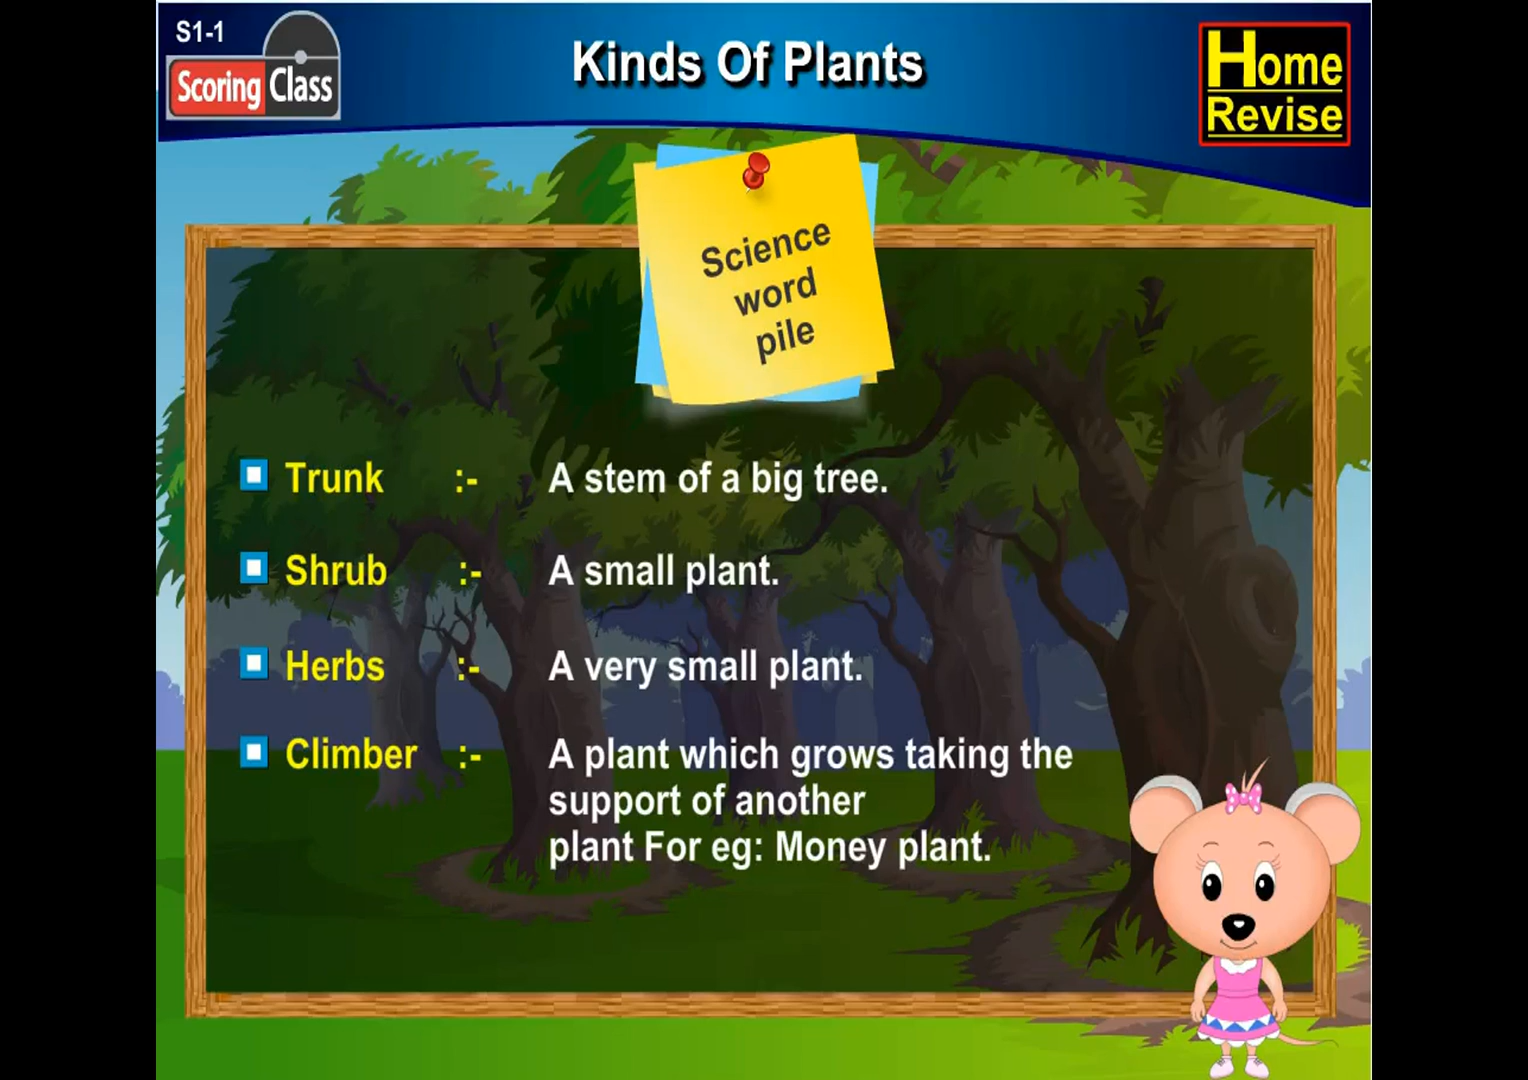 S1-1
Scoring Class
Kinds Of Plants
Home
Revise
Science
word
pile
Trunk :- A stem of a big tree.
Shrub :- A small plant.
Herbs :- A very small plant.
Climber :- A plant which grows taking the
support of another
plant For eg: Money plant.